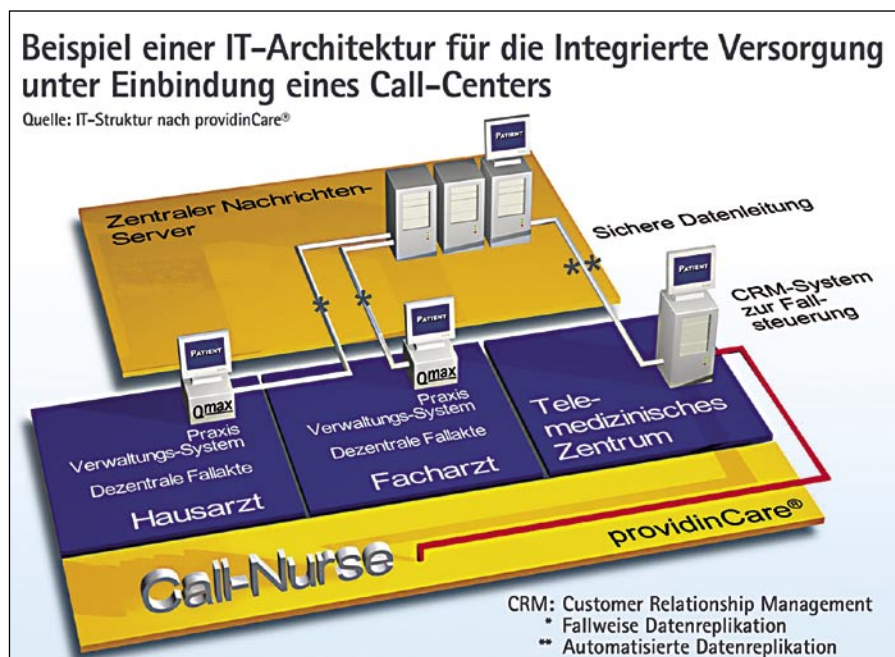 Beispiel einer IT-Architektur für die Integrierte Versorgung
unter Einbindung eines Call-Centers
Quelle: IT-Struktur nach providinCare®
PATIENT
Zentraler Nachrichten-
Server
Sichere Datenleitung
*
*
**
PATIENT
CRM-System
zur Fall-
steuerung
PATIENT
Qmax
Praxis
Verwaltungs-System
Dezentrale Fallakte
Hausarzt
PATIENT
Qmax
Praxis
Verwaltungs-System
Dezentrale Fallakte
Facharzt
Tele-
medizinisches
Zentrum
Call-Nurse
providinCare®
CRM: Customer Relationship Management
* Fallweise Datenreplikation
** Automatisierte Datenreplikation